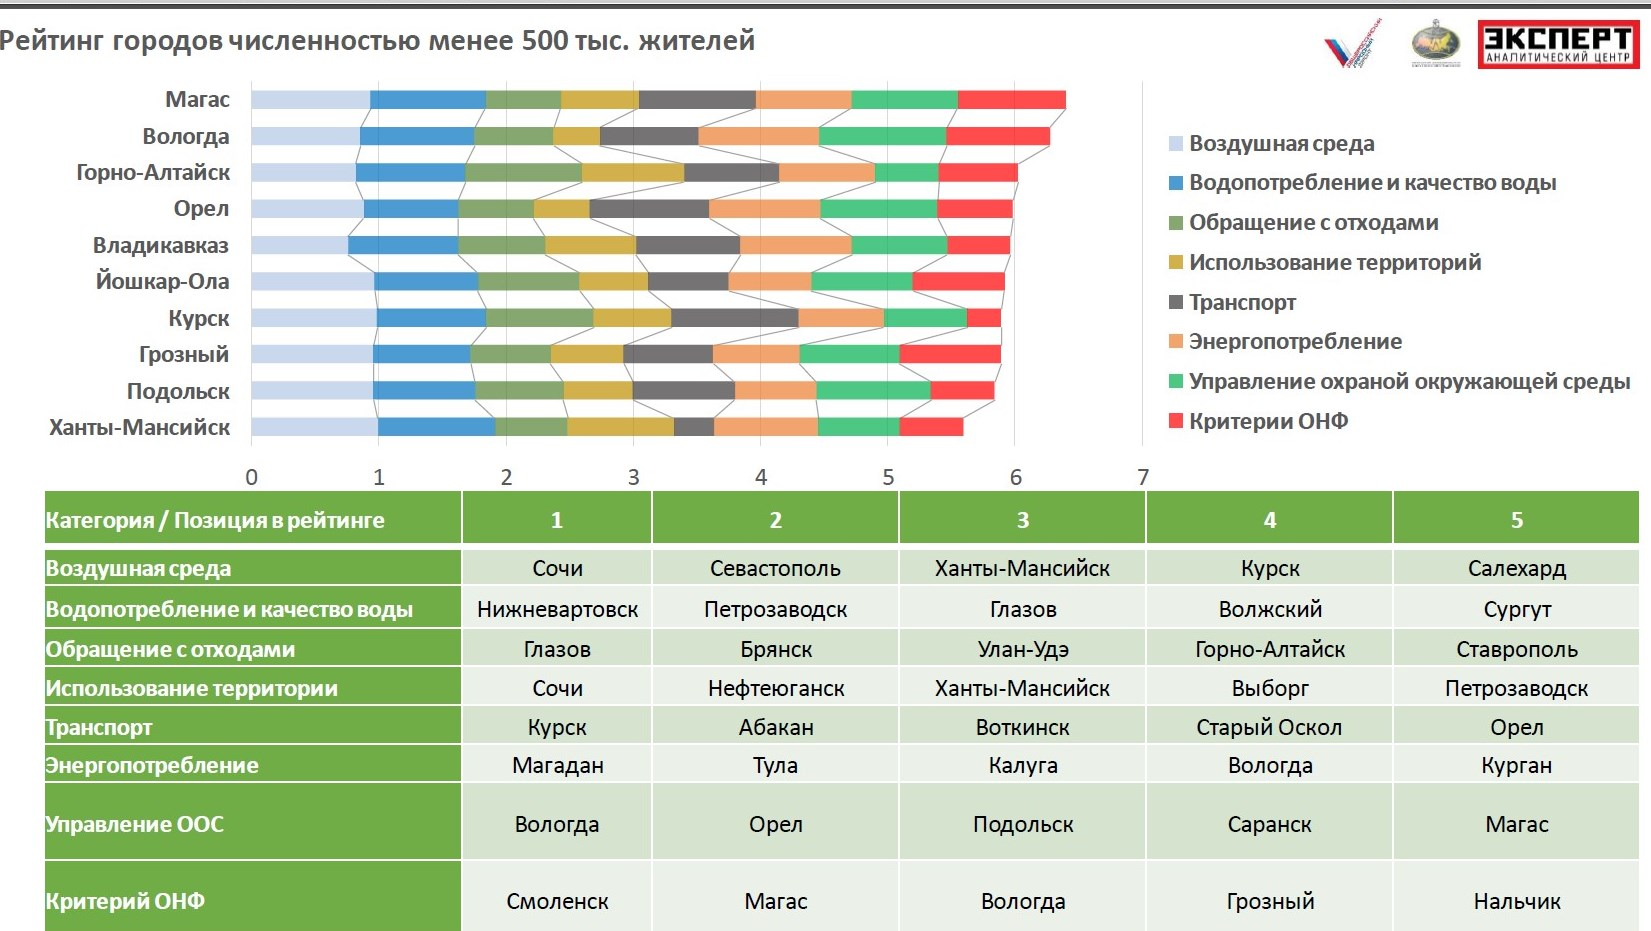 Рейтинг городов численностью менее 500 тыс. жителей
ЭКСПЕРТ
АНАЛИТИЧЕСКИЙ ЦЕНТР
Магас
Вологда
Горно-Алтайск
Орел
Владикавказ
Йошкар-Ола
Курск
Грозный
Подольск
Ханты-Мансийск
0 1 2 3 4 5 6 7
Воздушная среда
Водопотребление и качество воды
Обращение с отходами
Использование территорий
Транспорт
Энергопотребление
Управление охраной окружающей среды
Критерии ОНФ
Категория / Позиция в рейтинге 1 2 3 4 5
Воздушная среда Сочи Севастополь Ханты-Мансийск Курск Салехард
Водопотребление и качество воды Нижневартовск Петрозаводск Глазов Волжский Сургут
Обращение с отходами Глазов Брянск Улан-Удэ Горно-Алтайск Ставрополь
Использование территории Сочи Нефтеюганск Ханты-Мансийск Выборг Петрозаводск
Транспорт Курск Абакан Воткинск Старый Оскол Орел
Энергопотребление Магадан Тула Калуга Вологда Курган
Управление ООС Вологда Орел Подольск Саранск Магас
Критерий ОНФ Смоленск Магас Вологда Грозный Нальчик